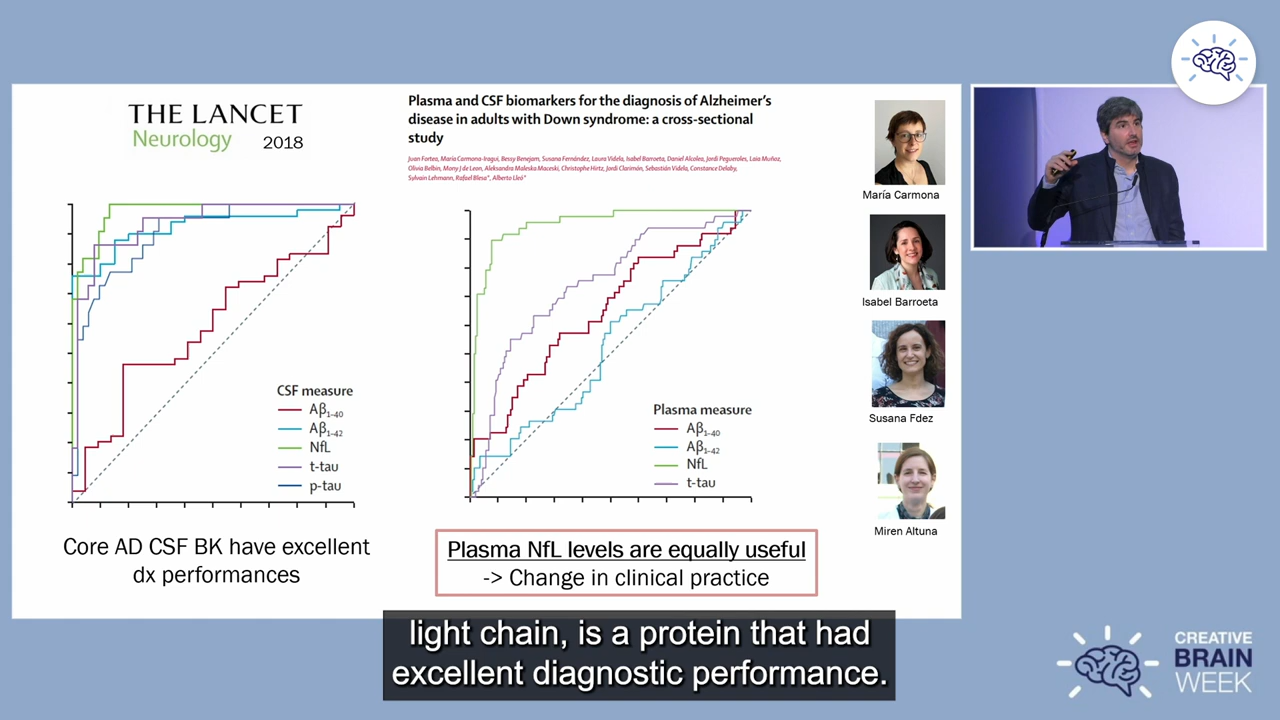 THE LANCET
Neurology 2018
Plasma and CSF biomarkers for the diagnosis of Alzheimer's
disease in adults with Down syndrome: a cross-sectional
study
Juan Fortea, María Carmona-Iragui, Bessy Benejam, Susana Fernández, Laura Videla, Isabel Barroeta, Daniel Alcolea, Jordi Pegueroles, Laia Muñoz,
Olivia Belbin, Mony J de Leon, Aleksandra Maleska Maceski, Christophe Hirtz, Jordi Clarimón, Sebastián Videla, Constance Delaby,
Sylvain Lehmann, Rafael Blesa*, Alberto Lleó*
CSF measure
Aβ1-40
Aβ1-42
NfL
t-tau
p-tau
Plasma measure
Aβ1-40
Aβ1-42
NfL
t-tau
Core AD CSF BK have excellent
dx performances
Plasma NfL levels are equally useful
-> Change in clinical practice
María Carmona
Isabel Barroeta
Susana Fdez
Miren Altuna
light chain, is a protein that had
excellent diagnostic performance.
CREATIVE
BRAIN
WEEK